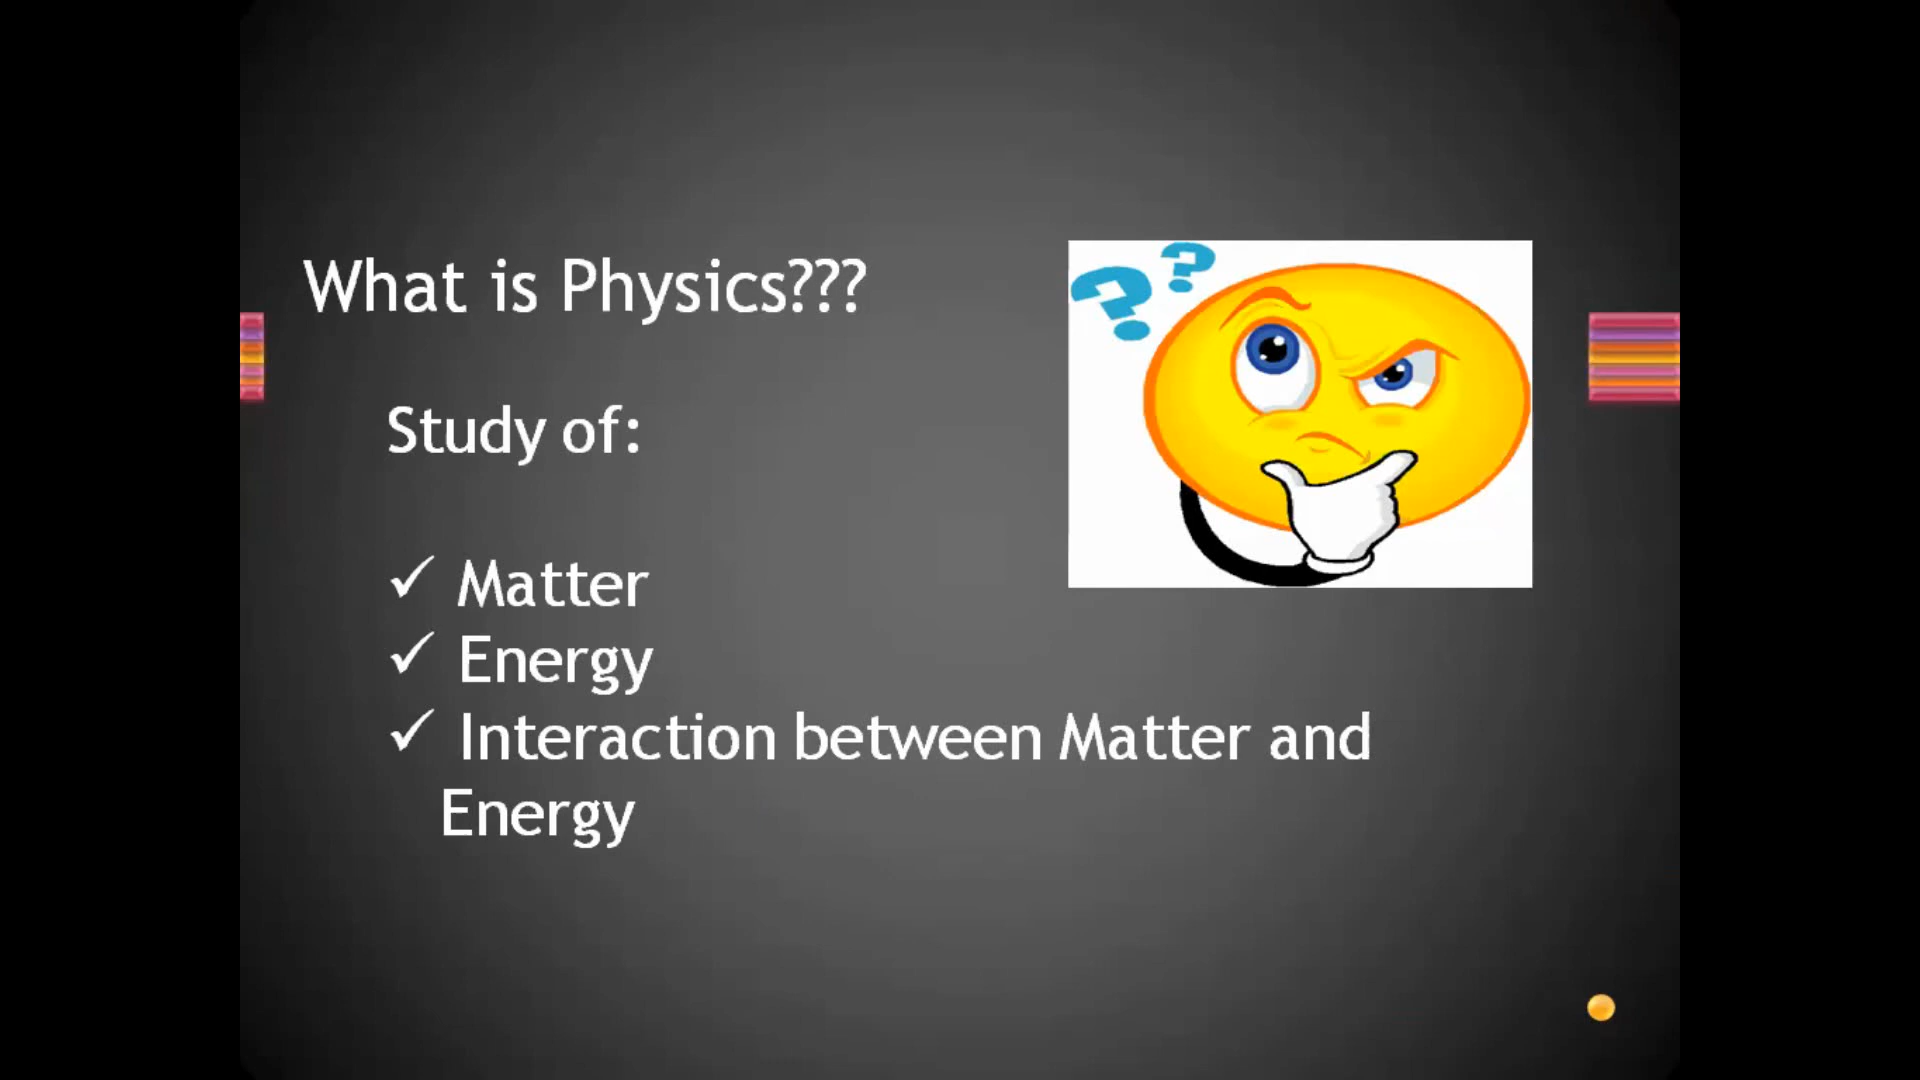 What is Physics???
? ?
Study of:
✓ Matter
✓ Energy
✓ Interaction between Matter and
Energy